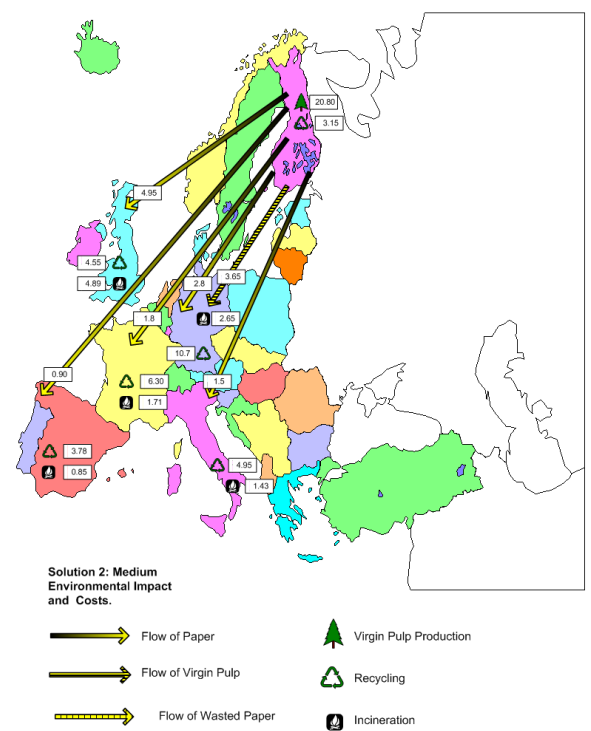 20.80
3.15
4.95
4.55
4.89
2.8
3.65
1.8
2.65
10.7
0.90
6.30
1.5
1.71
3.78
0.85
4.95
1.43
Solution 2: Medium
Environmental Impact
and Costs.
Flow of Paper
Virgin Pulp Production
Flow of Virgin Pulp
Recycling
Flow of Wasted Paper
Incineration